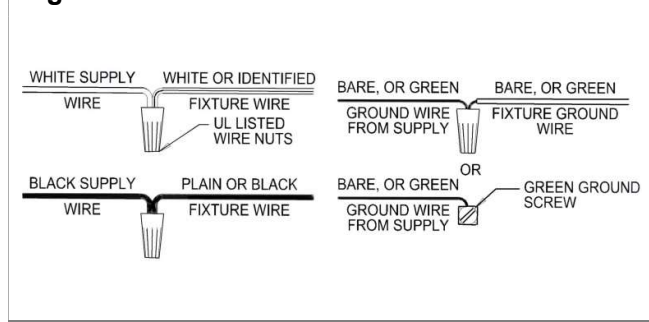 WHITE SUPPLY
WIRE
WHITE OR IDENTIFIED
FIXTURE WIRE
UL LISTED
WIRE NUTS
BLACK SUPPLY
WIRE
PLAIN OR BLACK
FIXTURE WIRE
BARE, OR GREEN
GROUND WIRE
FROM SUPPLY
BARE, OR GREEN
FIXTURE GROUND
WIRE
OR
BARE, OR GREEN
GROUND WIRE
FROM SUPPLY
GREEN GROUND
SCREW